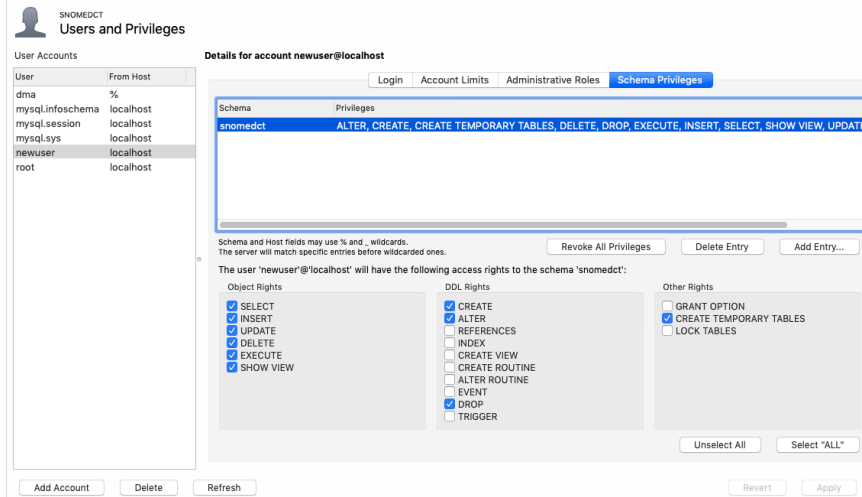 SNOMEDCT
Users and Privileges
User Accounts
User From Host
dma %
mysql.infoschema localhost
mysql.session localhost
mysql.sys localhost
newuser localhost
root localhost
Add Account Delete Refresh
Details for account newuser@localhost
Login Account Limits Administrative Roles Schema Privileges
Schema Privileges
snomedct ALTER, CREATE, CREATE TEMPORARY TABLES, DELETE, DROP, EXECUTE, INSERT, SELECT, SHOW VIEW, UPDATE
Schema and Host fields may use % and _ wildcards.
The server will match specific entries before wildcarded ones.
Revoke All Privileges Delete Entry Add Entry...
The user 'newuser'@'localhost' will have the following access rights to the schema 'snomedct':
Object Rights
SELECT
INSERT
UPDATE
DELETE
EXECUTE
SHOW VIEW
DDL Rights
CREATE
ALTER
REFERENCES
INDEX
CREATE VIEW
CREATE ROUTINE
ALTER ROUTINE
EVENT
DROP
TRIGGER
Other Rights
GRANT OPTION
CREATE TEMPORARY TABLES
LOCK TABLES
Unselect All Select "ALL"
Revert Apply